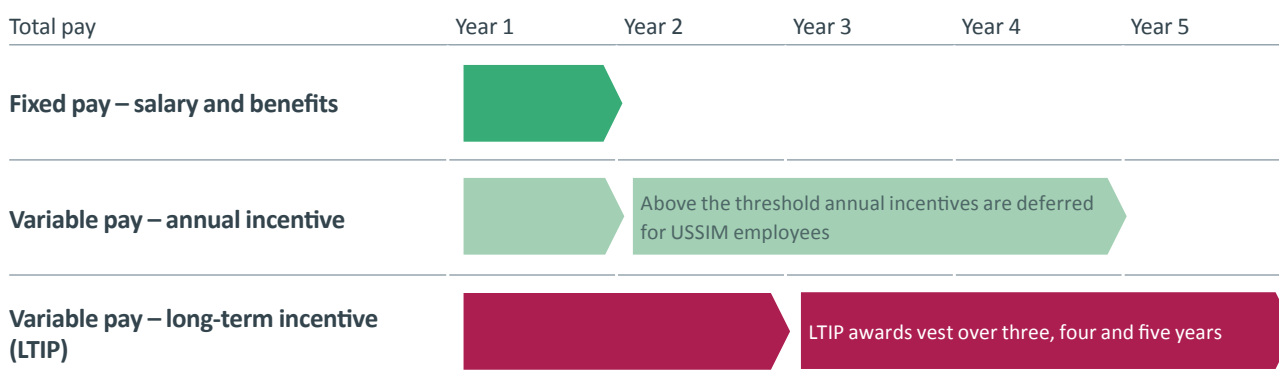 Total pay Year 1 Year 2 Year 3 Year 4 Year 5
Fixed pay – salary and benefits
Variable pay – annual incentive
Above the threshold annual incentives are deferred
for USSIM employees
Variable pay – long-term incentive
(LTIP)
LTIP awards vest over three, four and five years